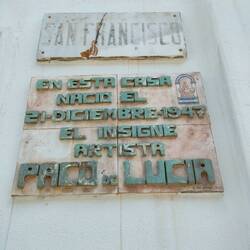 SAN FRANCISCO
EN ESTA CASA
NACIO EL
21-DICIEMBRE-1947
EL INSIGNE
ARTISTA
PACO DE LUCIA